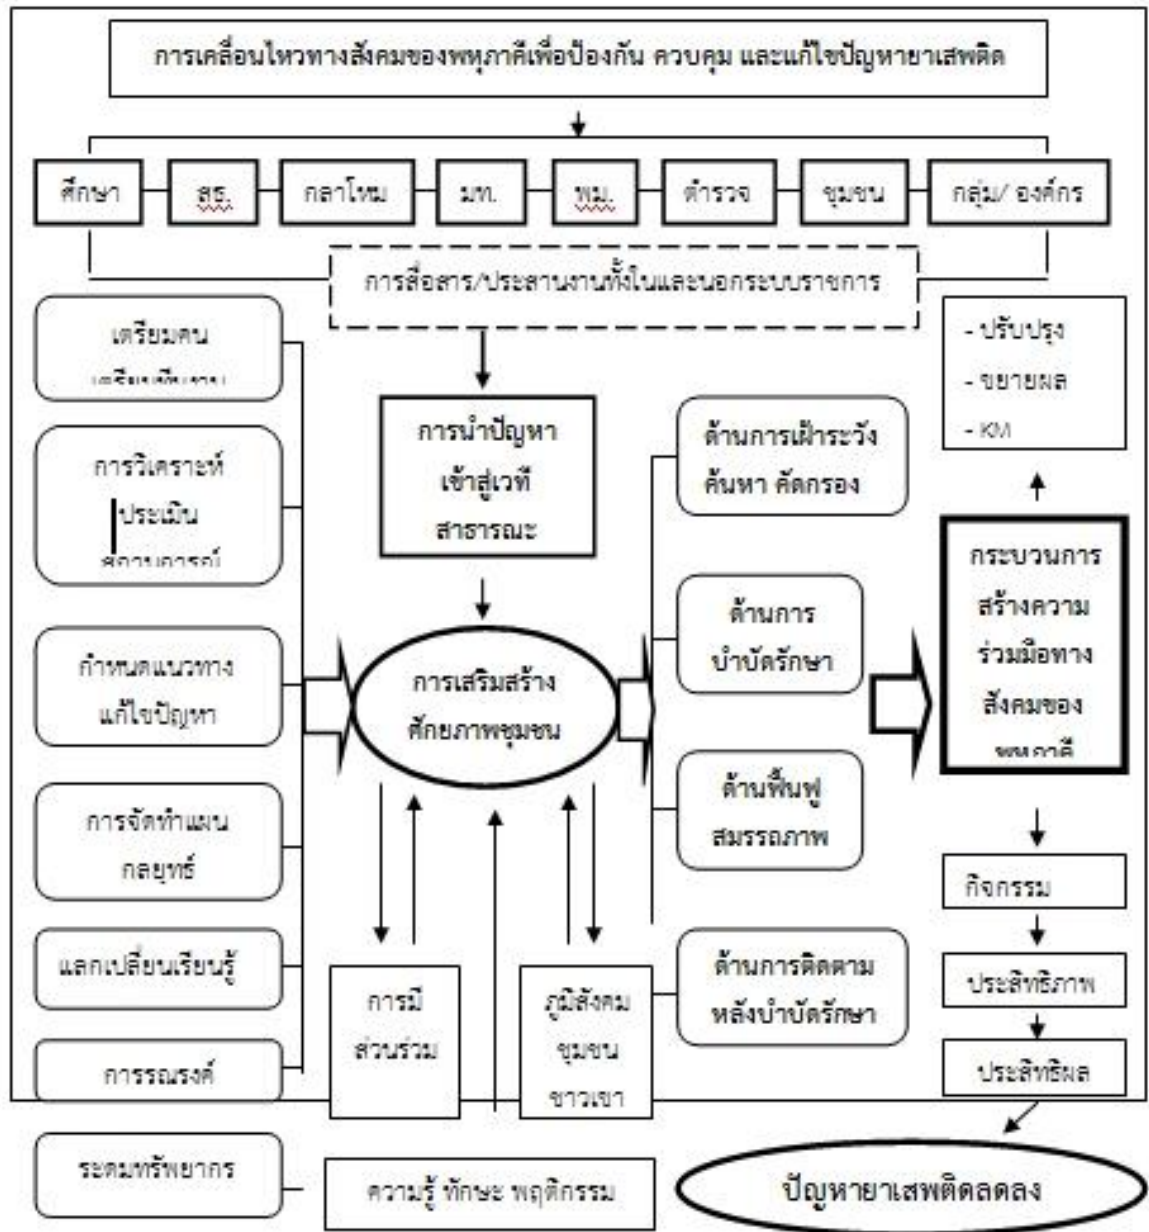 การเคลื่อนไหวทางสังคมของพหุภาคีเพื่อป้องกัน ควบคุม และแก้ไขปัญหายาเสพติด
ศึกษา
สธ.
กลาโหม
มท.
พม.
ตำรวจ
ชุมชน
กลุ่ม/ องค์กร
การสื่อสาร/ประสานงานทั้งในและนอกระบบราชการ
เตรียมคน
เตรียมทีมงาน
การวิเคราะห์
ประเมิน
สถานการณ์
กำหนดแนวทาง
แก้ไขปัญหา
การจัดทำแผน
กลยุทธ์
แลกเปลี่ยนเรียนรู้
การรณรงค์
ระดมทรัพยากร
การนำปัญหา
เข้าสู่เวที
สาธารณะ
การเสริมสร้าง
ศักยภาพชุมชน
การมี
ส่วนร่วม
ภูมิสังคม
ชุมชน
ชาวเขา
ความรู้ ทักษะ พฤติกรรม
ด้านการเฝ้าระวัง
ค้นหา คัดกรอง
ด้านการ
บำบัดรักษา
ด้านฟื้นฟู
สมรรถภาพ
ด้านการติดตาม
หลังบำบัดรักษา
- ปรับปรุง
- ขยายผล
- KM
กระบวนการ
สร้างความ
ร่วมมือทาง
สังคมของ
พหุภาคี
กิจกรรม
ประสิทธิภาพ
ประสิทธิผล
ปัญหายาเสพติดลดลง